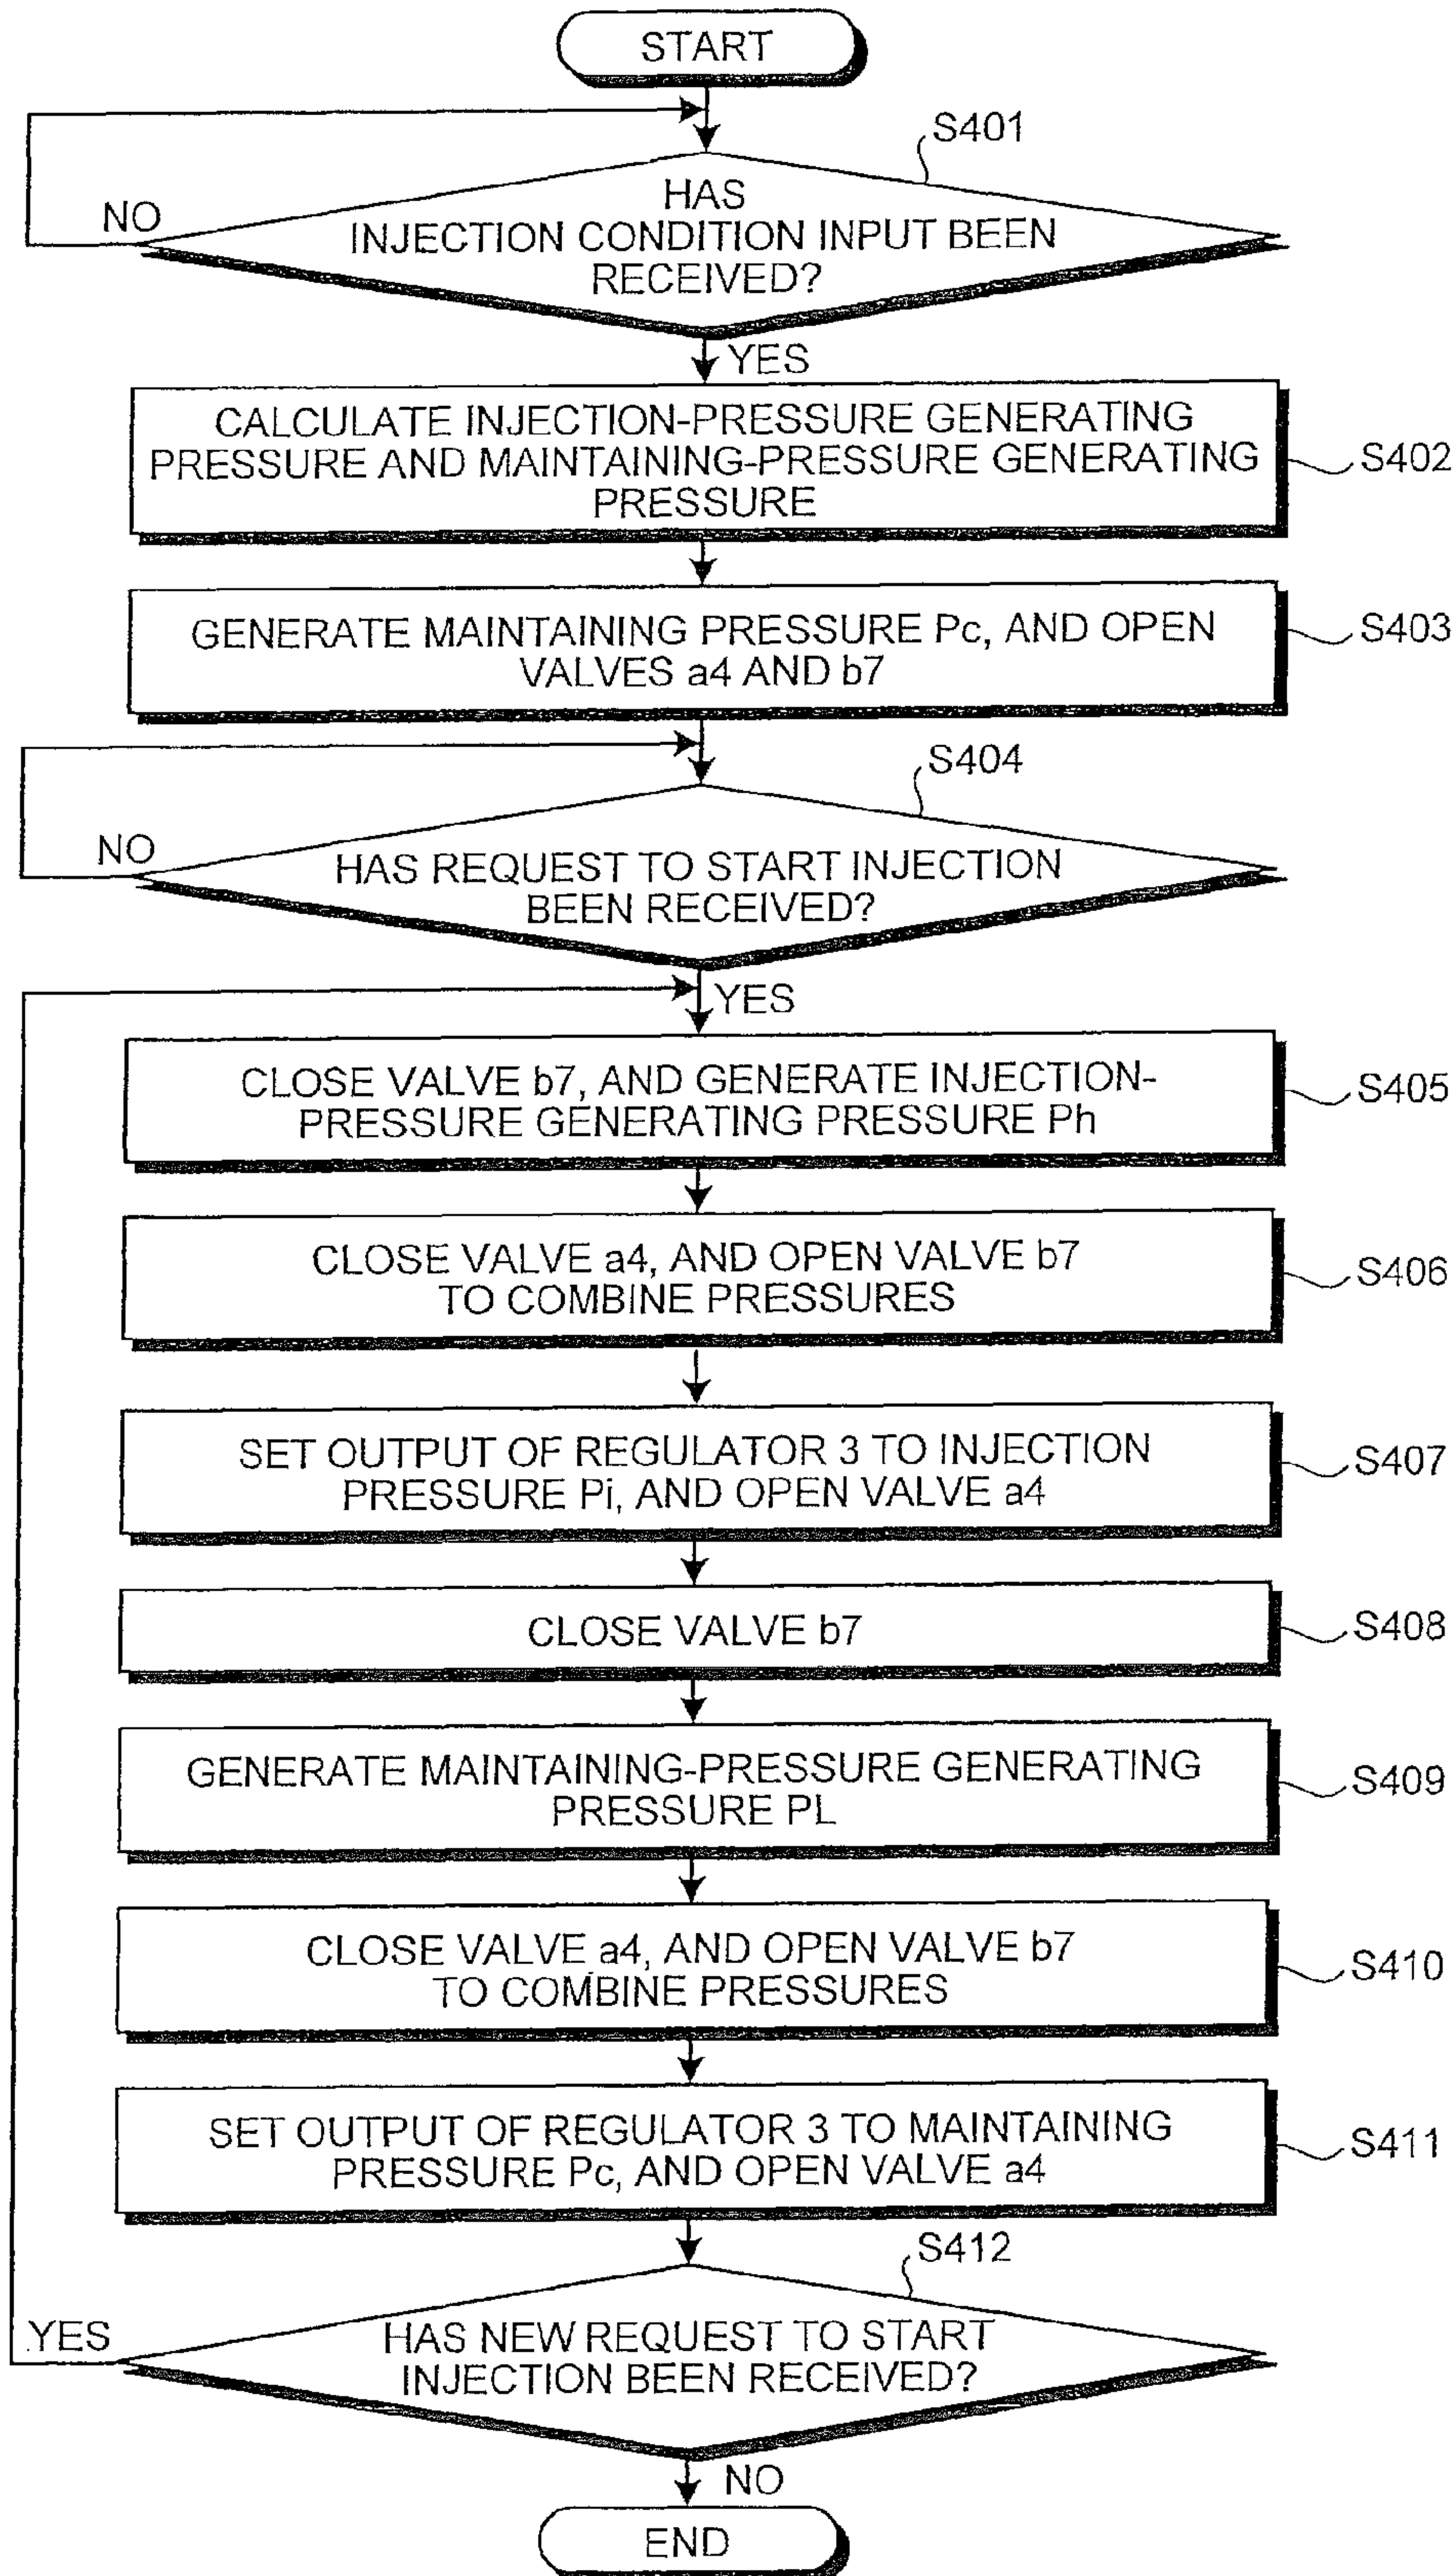 START
S401
HAS
INJECTION CONDITION INPUT BEEN
RECEIVED?
NO
YES
CALCULATE INJECTION-PRESSURE GENERATING
PRESSURE AND MAINTAINING-PRESSURE GENERATING
PRESSURE
S402
GENERATE MAINTAINING PRESSURE Pc, AND OPEN
VALVES a4 AND b7
S403
S404
NO
HAS REQUEST TO START INJECTION
BEEN RECEIVED?
YES
CLOSE VALVE b7, AND GENERATE INJECTION-
PRESSURE GENERATING PRESSURE Ph
S405
CLOSE VALVE a4, AND OPEN VALVE b7
TO COMBINE PRESSURES
S406
SET OUTPUT OF REGULATOR 3 TO INJECTION
PRESSURE Pi, AND OPEN VALVE a4
S407
CLOSE VALVE b7
S408
GENERATE MAINTAINING-PRESSURE GENERATING
PRESSURE PL
S409
CLOSE VALVE a4, AND OPEN VALVE b7
TO COMBINE PRESSURES
S410
SET OUTPUT OF REGULATOR 3 TO MAINTAINING
PRESSURE Pc, AND OPEN VALVE a4
S411
S412
YES
HAS NEW REQUEST TO START
INJECTION BEEN RECEIVED?
NO
END